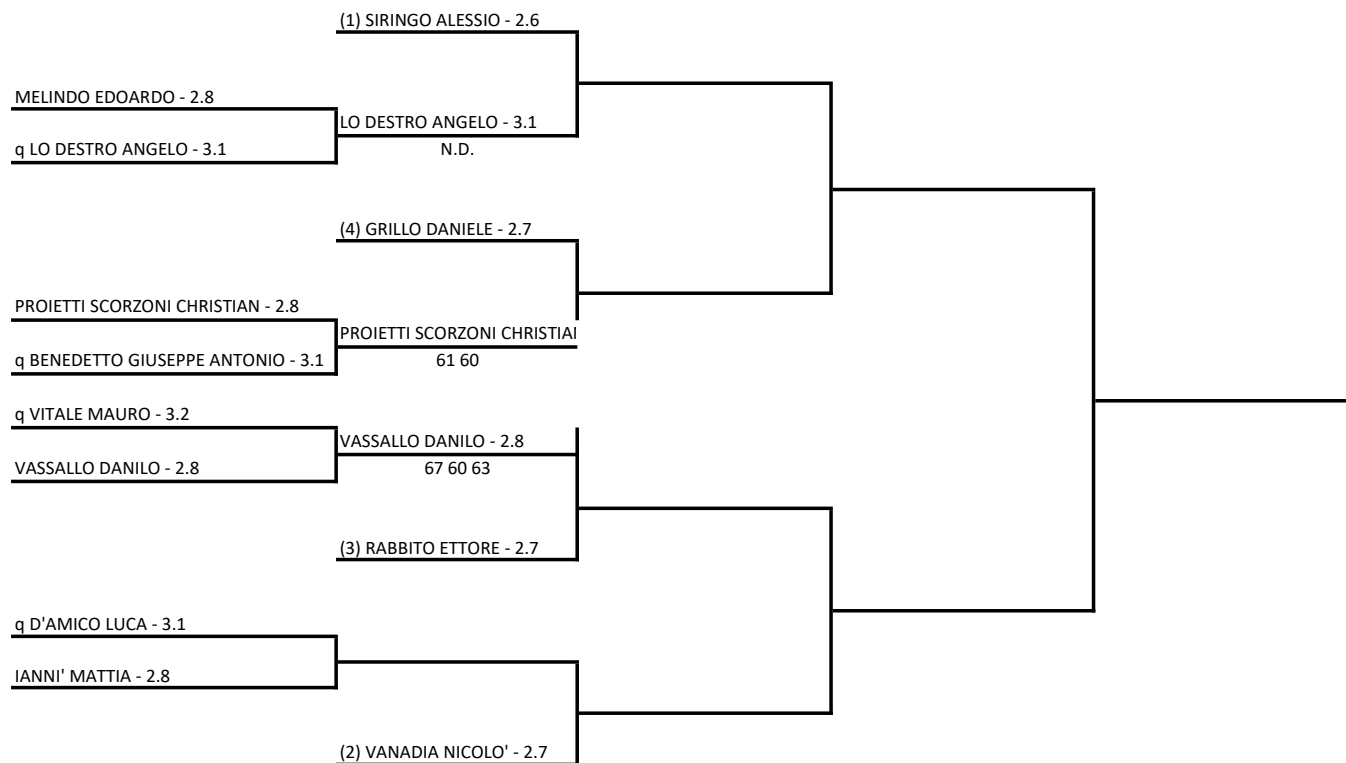 (1) SIRINGO ALESSIO - 2.6
MELINDO EDOARDO - 2.8
LO DESTRO ANGELO - 3.1
q LO DESTRO ANGELO - 3.1
N.D.
(4) GRILLO DANIELE - 2.7
PROIETTI SCORZONI CHRISTIAN - 2.8
PROIETTI SCORZONI CHRISTIAN
q BENEDETTO GIUSEPPE ANTONIO - 3.1
61 60
q VITALE MAURO - 3.2
VASSALLO DANILO - 2.8
VASSALLO DANILO - 2.8
67 60 63
(3) RABBITO ETTORE - 2.7
q D'AMICO LUCA - 3.1
IANNI' MATTIA - 2.8
(2) VANADIA NICOLO' - 2.7